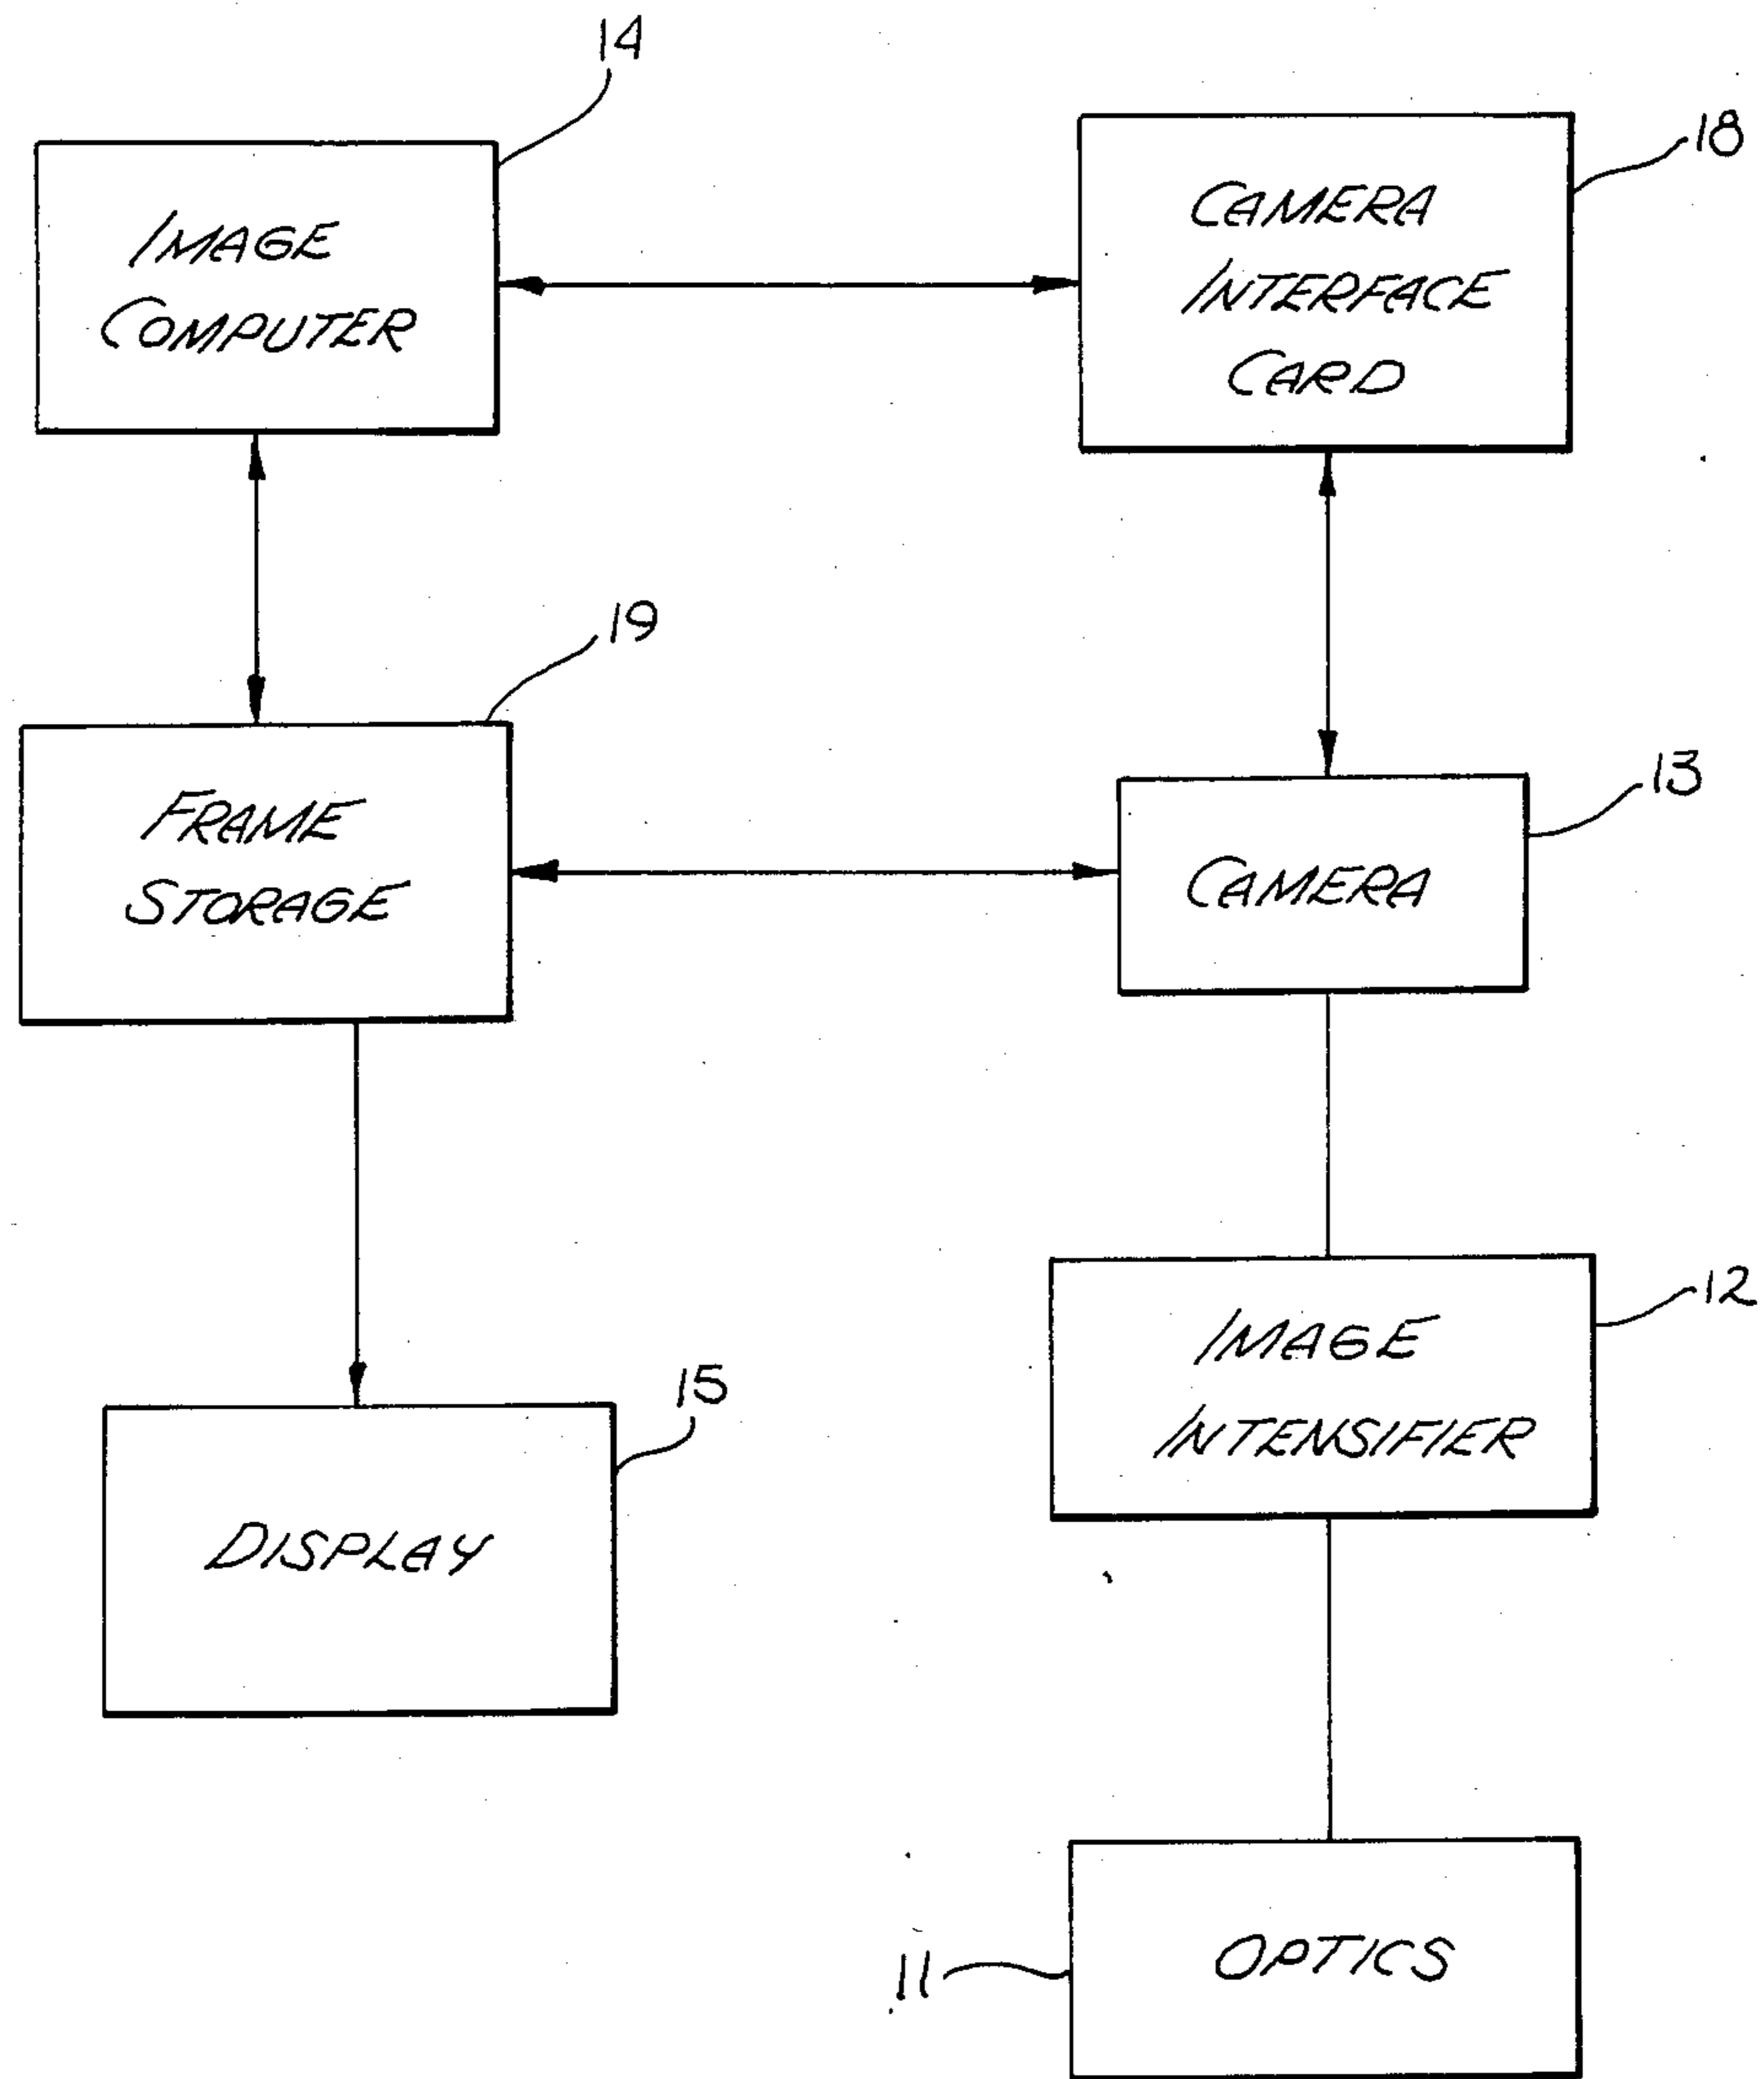 14
IMAGE
COMPUTER
18
CAMERA
INTERFACE
CARD
19
FRAME
STORAGE
13
CAMERA
12
IMAGE
INTENSIFIER
15
DISPLAY
11
OPTICS